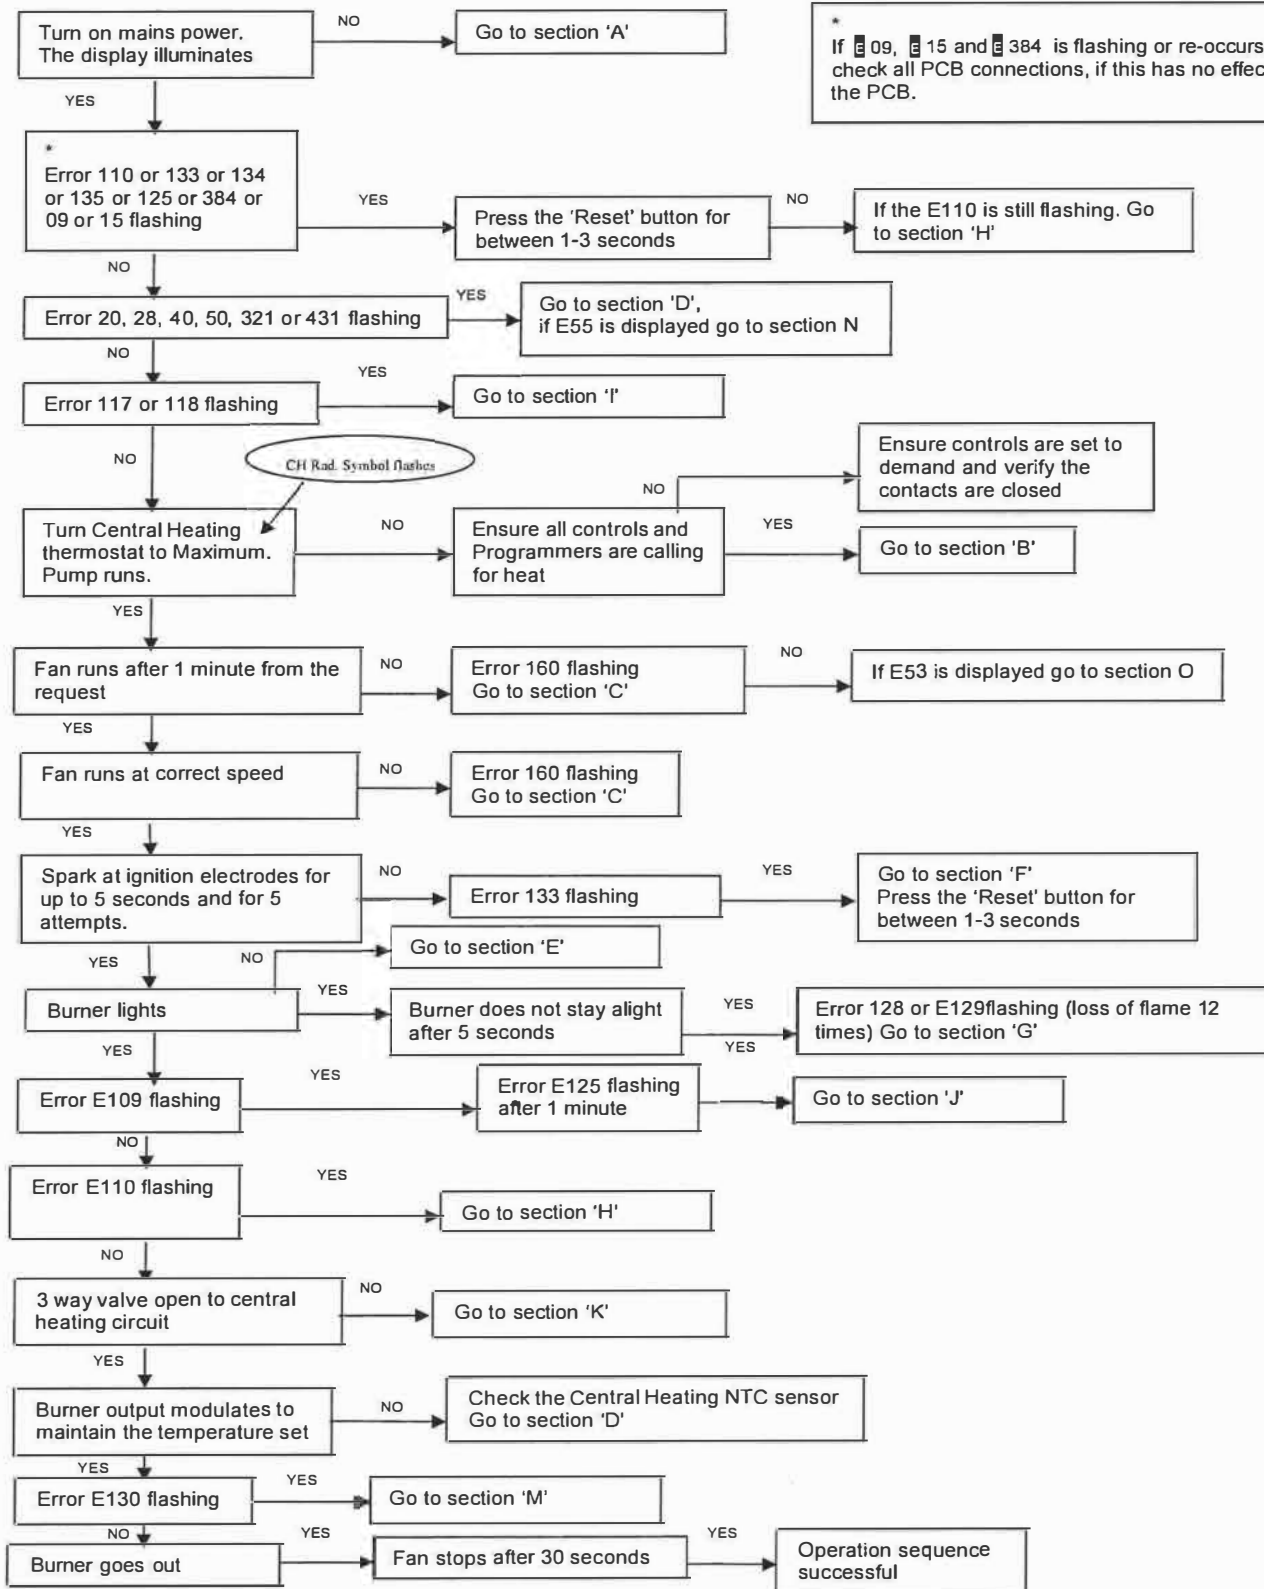 Turn on mains power.
The display illuminates
NO
Go to section 'A'
*
If E 09, E 15 and E 384 is flashing or re-occurs
check all PCB connections, if this has no effec
the PCB.
YES
*
Error 110 or 133 or 134
or 135 or 125 or 384 or
09 or 15 flashing
YES
Press the 'Reset' button for
between 1-3 seconds
NO
If the E110 is still flashing. Go
to section 'H'
NO
Error 20, 28, 40, 50, 321 or 431 flashing
YES
Go to section 'D',
if E55 is displayed go to section N
NO
Error 117 or 118 flashing
YES
Go to section 'I'
NO
CH Rad. Symbol flashes
Turn Central Heating
thermostat to Maximum.
Pump runs.
NO
Ensure all controls and
Programmers are calling
for heat
NO
Ensure controls are set to
demand and verify the
contacts are closed
YES
Go to section 'B'
YES
Fan runs after 1 minute from the
request
NO
Error 160 flashing
Go to section 'C'
NO
If E53 is displayed go to section O
YES
Fan runs at correct speed
NO
Error 160 flashing
Go to section 'C'
YES
Spark at ignition electrodes for
up to 5 seconds and for 5
attempts.
NO
Error 133 flashing
YES
Go to section 'F'
Press the 'Reset' button for
between 1-3 seconds
YES
NO
Go to section 'E'
Burner lights
YES
Burner does not stay alight
after 5 seconds
YES
YES
Error 128 or E129flashing (loss of flame 12
times) Go to section 'G'
YES
Error E109 flashing
YES
Error E125 flashing
after 1 minute
Go to section 'J'
NO
Error E110 flashing
YES
Go to section 'H'
NO
3 way valve open to central
heating circuit
NO
Go to section 'K'
YES
Burner output modulates to
maintain the temperature set
NO
Check the Central Heating NTC sensor
Go to section 'D'
YES
Error E130 flashing
YES
Go to section 'M'
NO
Burner goes out
YES
Fan stops after 30 seconds
YES
Operation sequence
successful